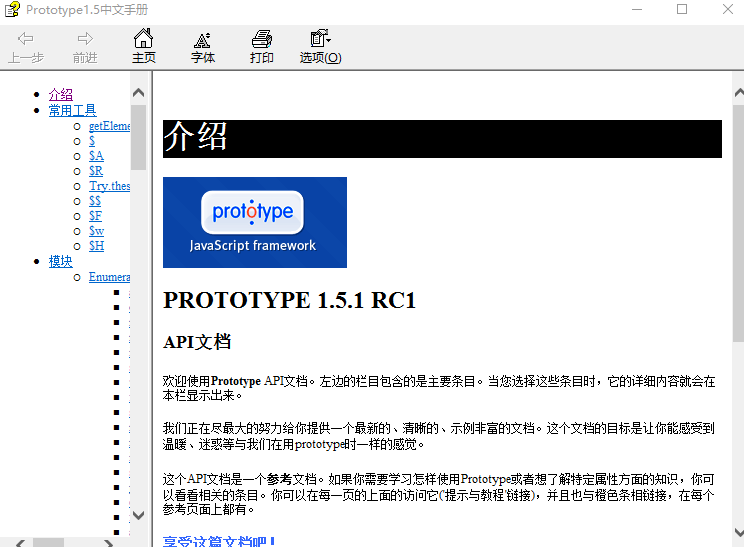 Prototype1.5中文手册
上一步 前进 主页 字体 打印 选项(O)
介绍
常用工具
getEleme
$
$A
$R
Try.thes
$$
$F
$w
$H
模块
Enumera
介绍
prototype
JavaScript framework
PROTOTYPE 1.5.1 RC1
API文档
欢迎使用Prototype API文档。左边的栏目包含的是主要条目。当您选择这些条目时，它的详细内容就会在
本栏显示出来。
我们正在尽最大的努力给你提供一个最新的、清晰的、示例非富的文档。这个文档的目标是让你能感受到
温暖、迷惑等与我们在用prototype时一样的感觉。
这个API文档是一个参考文档。如果你需要学习怎样使用Prototype或者想了解特定属性方面的知识，你可
以看看相关的条目。你可以在每一页的上面的访问它('提示与教程'链接)，并且也与橙色条相链接，在每个
参考页面上都有。
享受这篇文档吧！